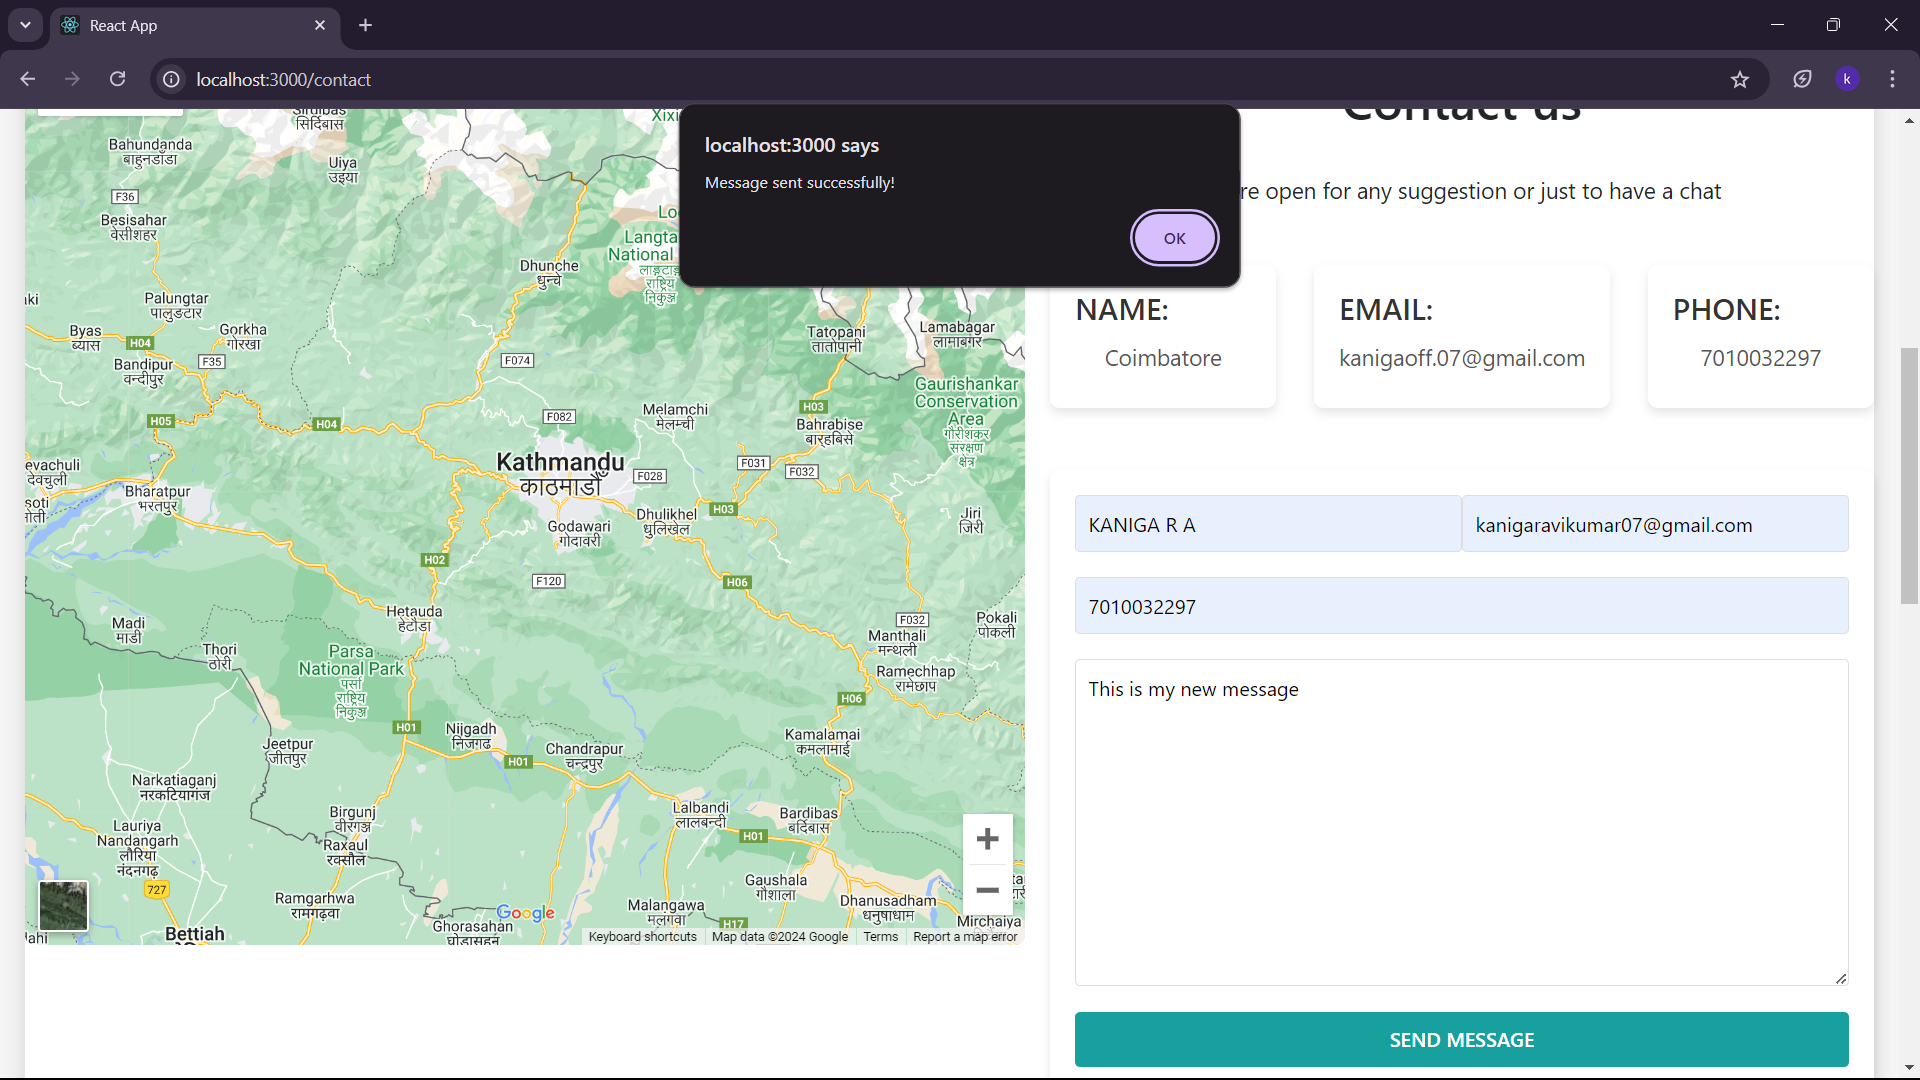 React App
localhost:3000/contact
localhost:3000 says
Message sent successfully!
OK
Contact us
re open for any suggestion or just to have a chat
NAME:
Coimbatore
EMAIL:
kanigaoff.07@gmail.com
PHONE:
7010032297
KANIGA R A
kanigaravikumar07@gmail.com
7010032297
This is my new message
SEND MESSAGE
सिर्दिबास
Bahundanda
बाहुनडाँडा
Uiya
उइया
F36
Besisahar
वेसीशहर
Langta
National
राष्ट्रिय
निकुञ्ज
Dhunche
धुन्चे
Palungtar
पालुङटार
Gorkha
गोरखा
Byas
ब्यास
H04
F35
Bandipur
वन्दीपुर
F074
Tatopani
तातोपानी
Lamabagar
लामाबगर
Gaurishankar
Conservation
Area
गौरीशंकर
संरक्षण
क्षेत्र
H05
H04
F082
Melamchi
मेलम्ची
H03
Bahrabise
बाह्रबिसे
Kathmandu
काठमाडौँ
F028
F031
F032
evachuli
देवचुली
Bharatpur
भरतपुर
Dhulikhel
धुलिखेल
H03
Jiri
जिरी
Godawari
गोदावरी
H02
F120
H06
Hetauda
हेटौडा
F032
Manthali
मन्थली
Pokali
पोकली
Madi
माडी
Thori
ठोरी
Parsa
National Park
पर्सा
राष्ट्रिय
निकुञ्ज
Ramechhap
रामेछाप
H06
H01
Nijgadh
निजगढ
Jeetpur
जीतपुर
Chandrapur
चन्द्रपुर
H01
Kamalamai
कमलामाई
Narkatiaganj
नरकटियागंज
Birgunj
वीरगञ्ज
Lalbandi
लालबन्दी
Bardibas
बर्दिबास
H01
Lauriya
Nandangarh
लौरिया
नंदनगढ़
Raxaul
रक्सौल
727
Ramgarhwa
रामगढ़वा
Gaushala
गौशाला
Malangawa
मलंगवा
Dhanusadham
धनुषाधाम
Mirchaiya
H17
Bettiah
Google
Ghorasahan
घोड़ासहन
Keyboard shortcuts
Map data ©2024 Google
Terms
Report a map error